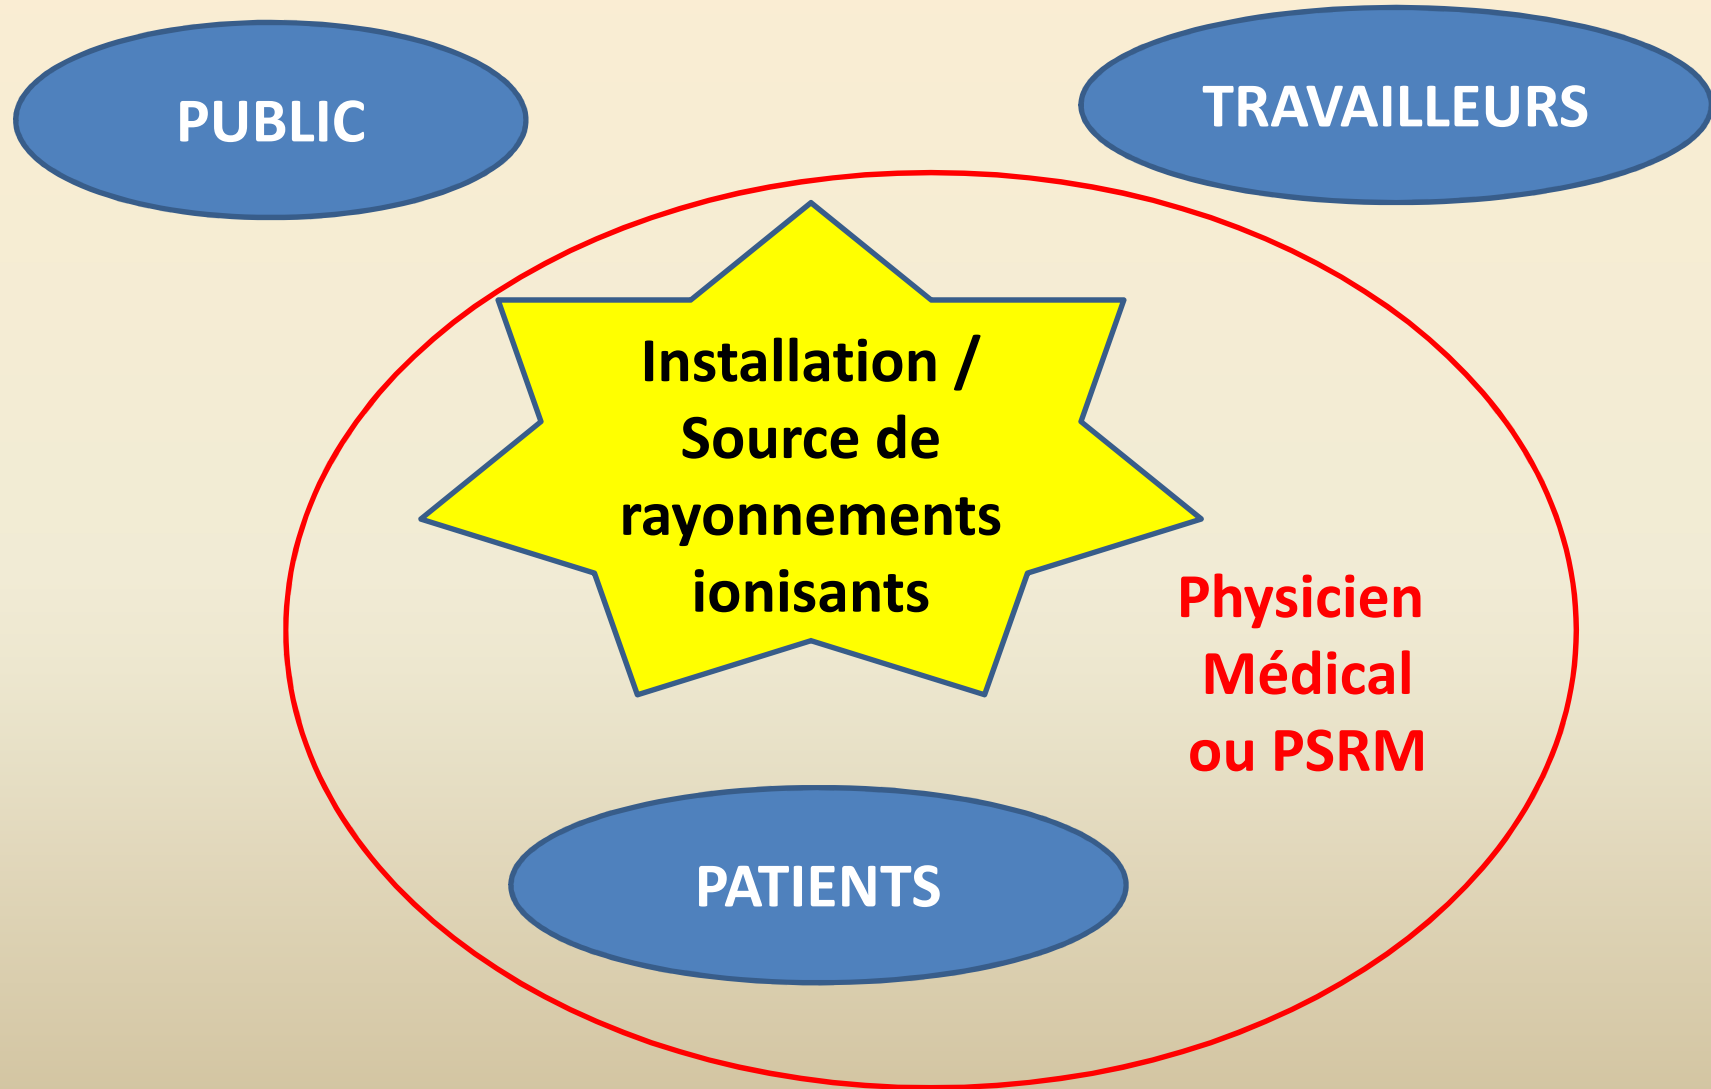 PUBLIC
TRAVAILLEURS
Installation /
Source de
rayonnements
ionisants
Physicien
Médical
ou PSRM
PATIENTS